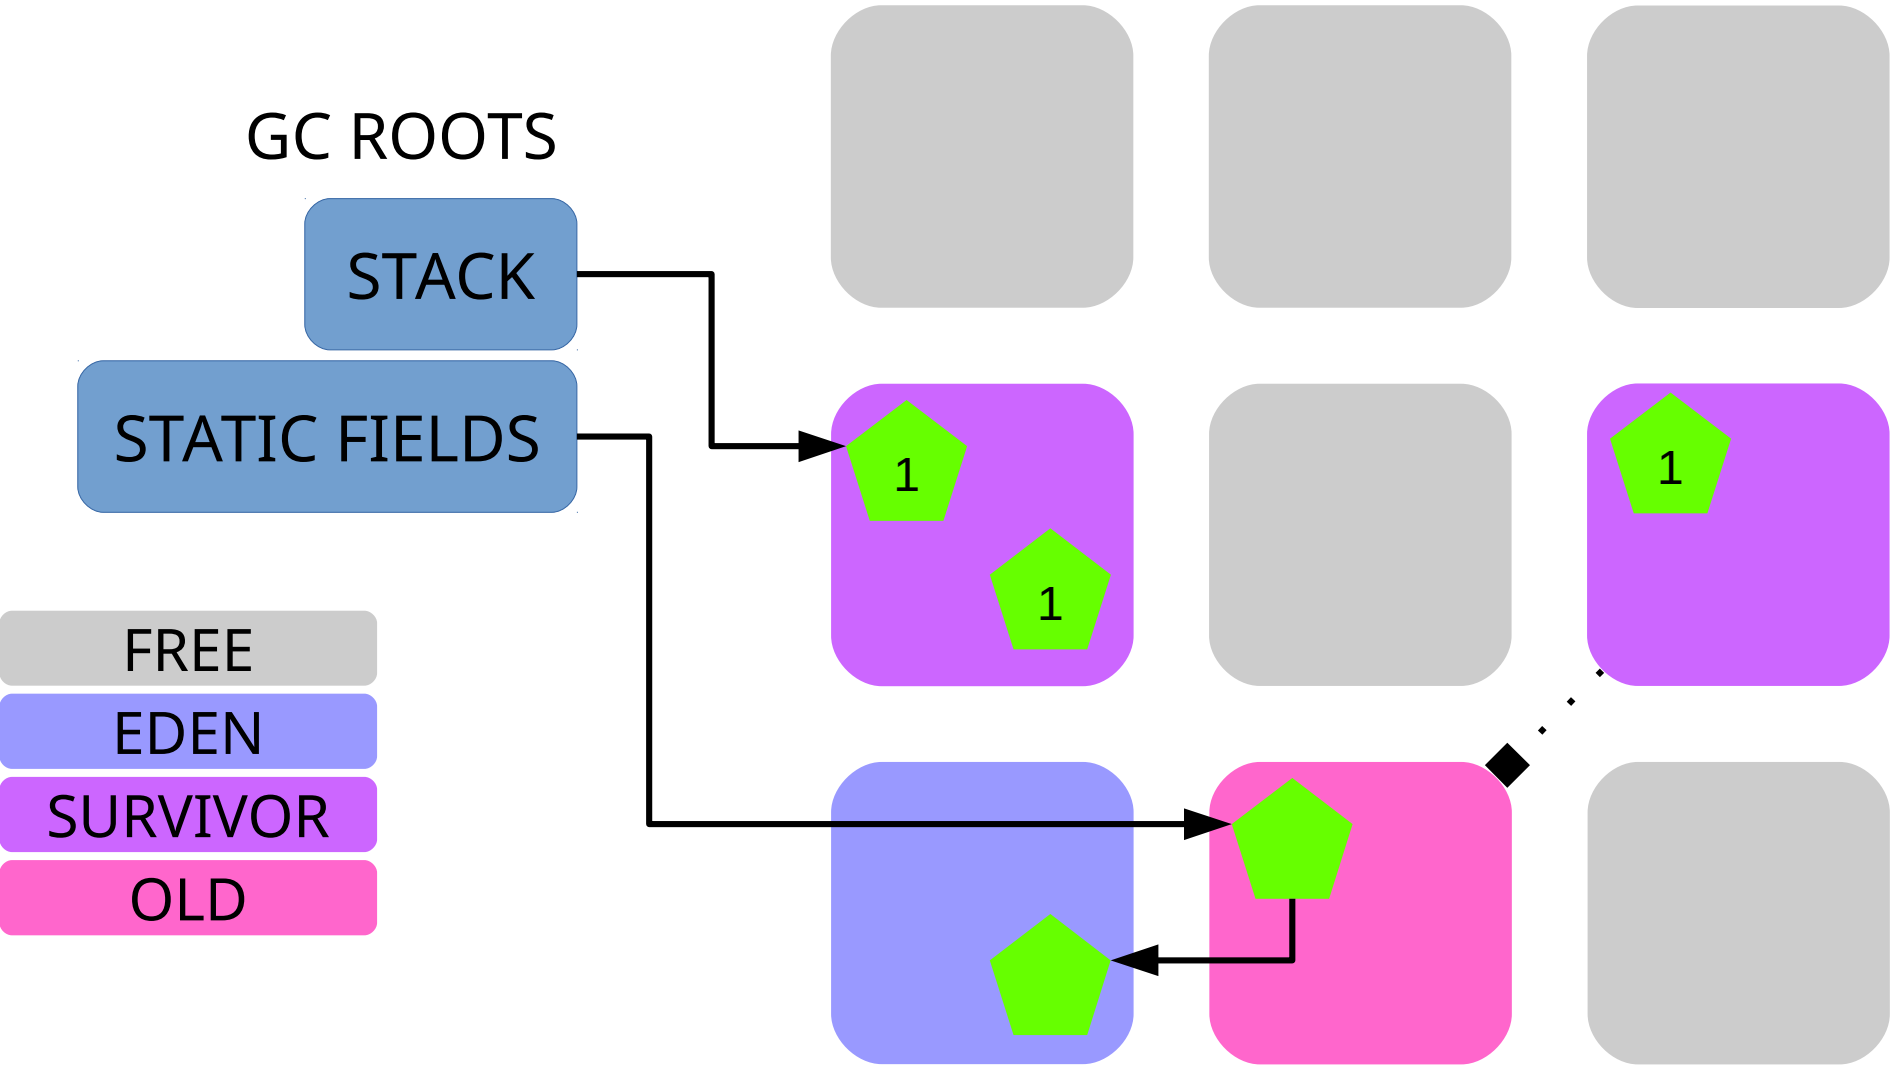 GC ROOTS
STACK
STATIC FIELDS
FREE
EDEN
SURVIVOR
OLD
1
1
1